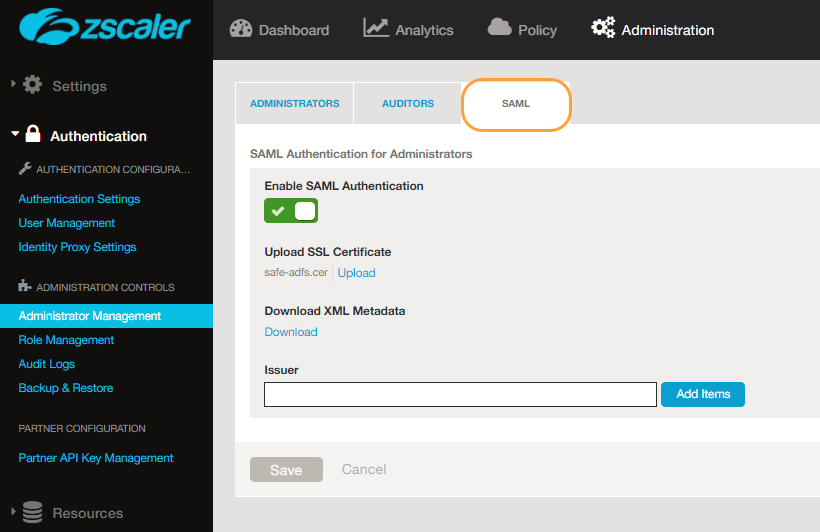 zscaler
Dashboard
Analytics
Policy
Administration
Settings
Authentication
AUTHENTICATION CONFIGURA...
Authentication Settings
User Management
Identity Proxy Settings
ADMINISTRATION CONTROLS
Administrator Management
Role Management
Audit Logs
Backup & Restore
PARTNER CONFIGURATION
Partner API Key Management
Resources
ADMINISTRATORS
AUDITORS
SAML
SAML Authentication for Administrators
Enable SAML Authentication
Upload SSL Certificate
safe-adfs.cer Upload
Download XML Metadata
Download
Issuer
Add Items
Save
Cancel